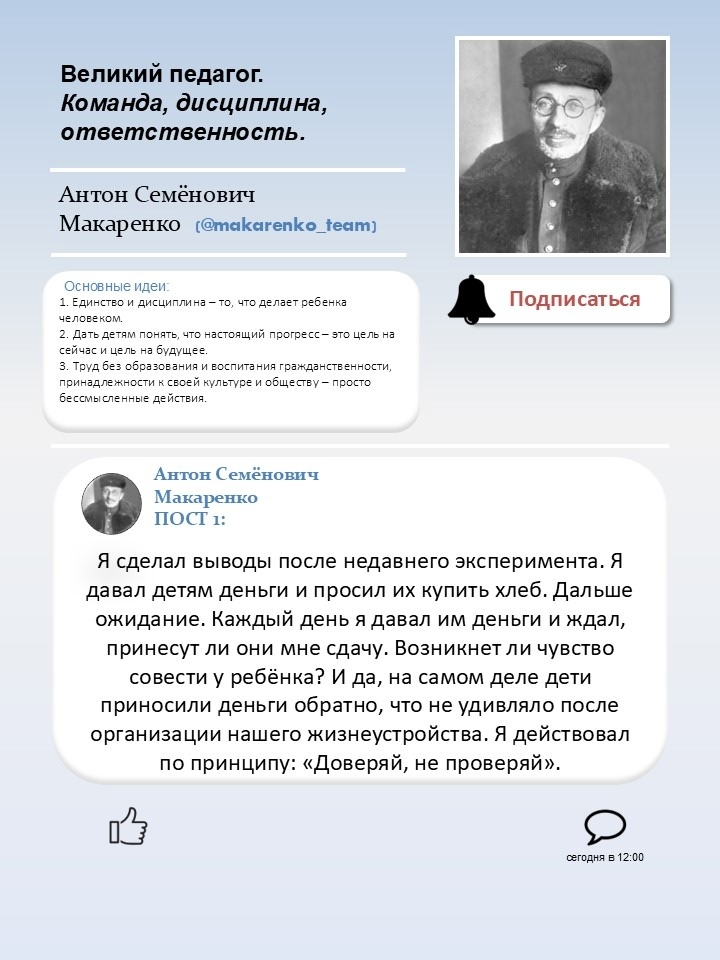 Великий педагог.
Команда, дисциплина,
ответственность.
Антон Семёнович
Макаренко (@makarenko_team)
Основные идеи:
1. Единство и дисциплина – то, что делает ребенка
человеком.
2. Дать детям понять, что настоящий прогресс – это цель на
сейчас и цель на будущее.
3. Труд без образования и воспитания гражданственности,
принадлежности к своей культуре и обществу – просто
бессмысленные действия.
Подписаться
Антон Семёнович
Макаренко
ПОСТ 1:
Я сделал выводы после недавнего эксперимента. Я
давал детям деньги и просил их купить хлеб. Дальше
ожидание. Каждый день я давал им деньги и ждал,
принесут ли они мне сдачу. Возникнет ли чувство
совести у ребёнка? И да, на самом деле дети
приносили деньги обратно, что не удивляло после
организации нашего жизнеустройства. Я действовал
по принципу: «Доверяй, не проверяй».
сегодня в 12:00